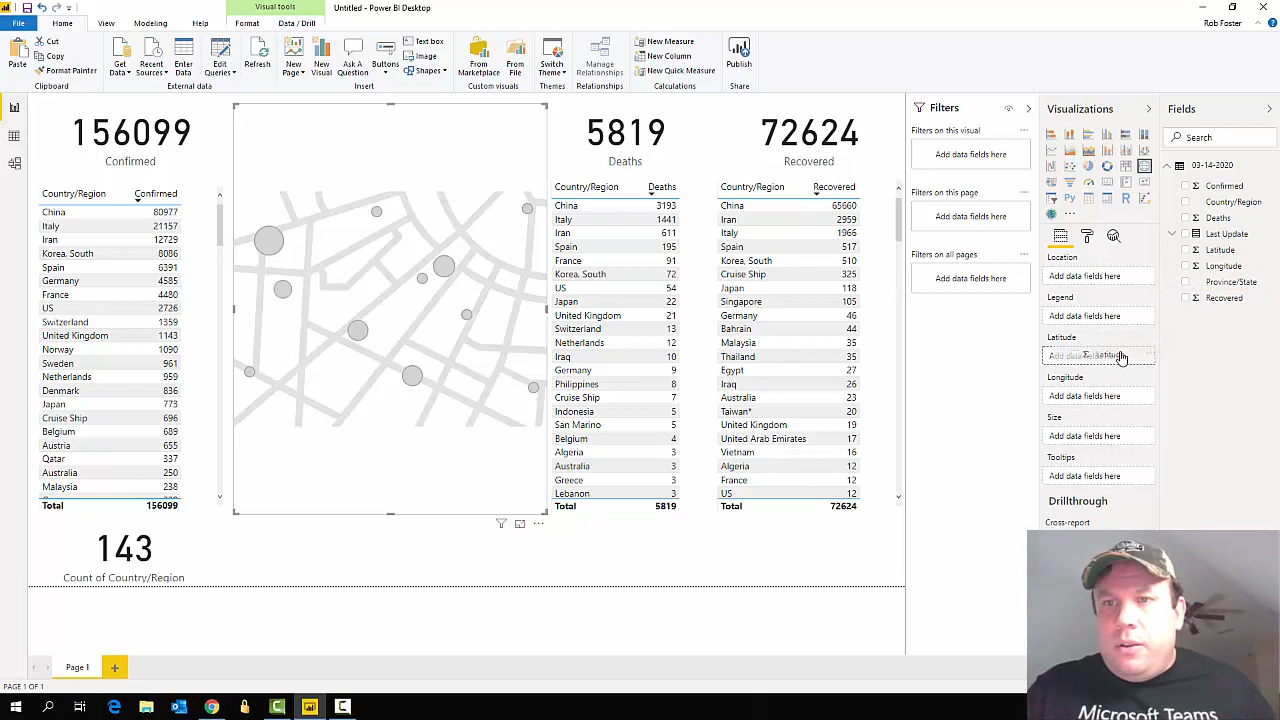 Visual tools
Untitled - Power BI Desktop
Rob Foster
File
Home
View
Modeling
Help
Format
Data / Drill
Paste
Cut
Copy
Format Painter
Clipboard
Get Data
Recent Sources
Enter Data
Edit Queries
Refresh
External data
New Page
New Visual
Ask A Question
Buttons
Text box
Image
Shapes
Insert
From Marketplace
From File
Custom visuals
Switch Theme
Themes
Manage Relationships
Relationships
New Measure
New Column
New Quick Measure
Calculations
Publish
Share
156099
Confirmed
Country/Region Confirmed
China 80977
Italy 21157
Iran 12729
Korea, South 8086
Spain 6391
Germany 4585
France 4480
US 2726
Switzerland 1359
United Kingdom 1143
Norway 1090
Sweden 961
Netherlands 959
Denmark 836
Japan 773
Cruise Ship 696
Belgium 689
Austria 655
Qatar 337
Australia 250
Malaysia 238
Total 156099
143
Count of Country/Region
5819
Deaths
Country/Region Deaths
China 3193
Italy 1441
Iran 611
Spain 195
France 91
Korea, South 72
US 54
Japan 22
United Kingdom 21
Switzerland 13
Netherlands 12
Iraq 10
Germany 9
Philippines 8
Cruise Ship 7
Indonesia 5
San Marino 5
Belgium 4
Algeria 3
Australia 3
Greece 3
Lebanon 3
Total 5819
72624
Recovered
Country/Region Recovered
China 65660
Iran 2959
Italy 1966
Spain 517
Korea, South 510
Cruise Ship 325
Japan 118
Singapore 105
Germany 46
Bahrain 44
Malaysia 35
Thailand 35
Egypt 27
Iraq 26
Australia 23
Taiwan* 20
United Kingdom 19
United Arab Emirates 17
Vietnam 16
Algeria 12
France 12
US 12
Total 72624
Filters
Filters on this visual
Add data fields here
Filters on this page
Add data fields here
Filters on all pages
Add data fields here
Visualizations
Location
Add data fields here
Legend
Add data fields here
Latitude
Longitude
Add data fields here
Size
Add data fields here
Tooltips
Add data fields here
Drillthrough
Cross-report
Fields
Search
03-14-2020
Confirmed
Country/Region
Deaths
Last Update
Latitude
Longitude
Province/State
Recovered
Microsoft Teams
Page 1
PAGE 1 OF 1